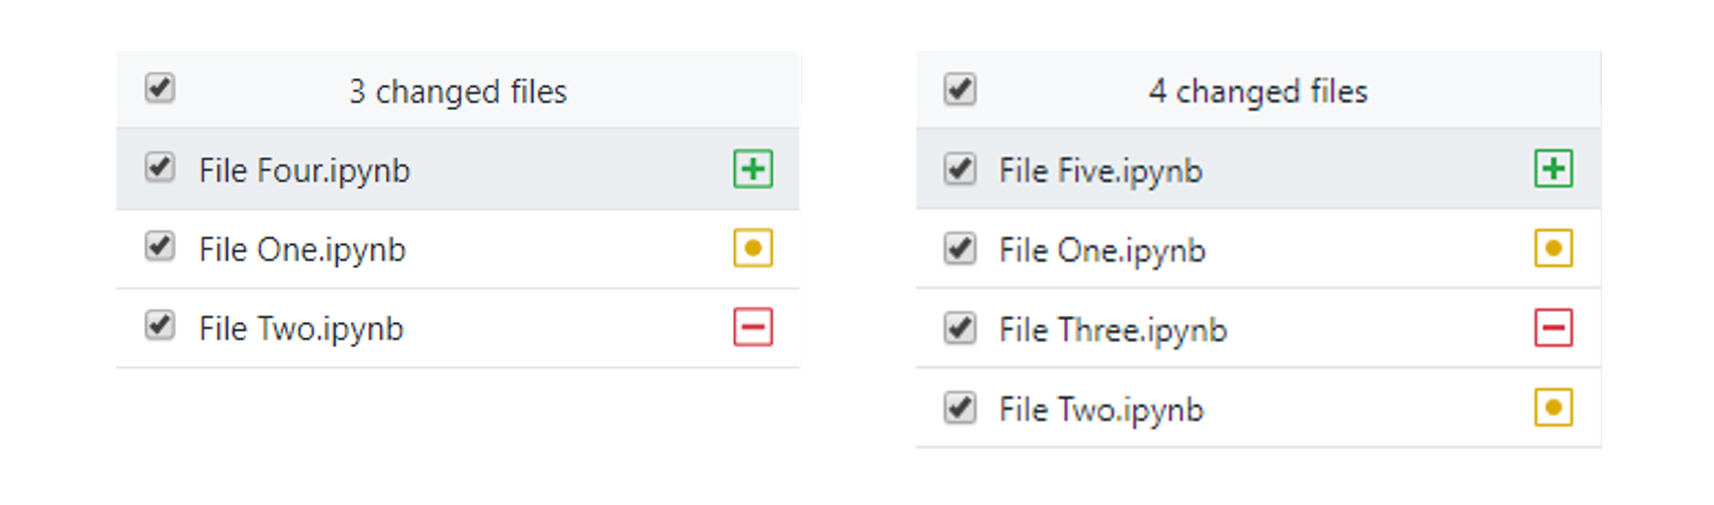 3 changed files
File Four.ipynb
File One.ipynb
File Two.ipynb
4 changed files
File Five.ipynb
File One.ipynb
File Three.ipynb
File Two.ipynb